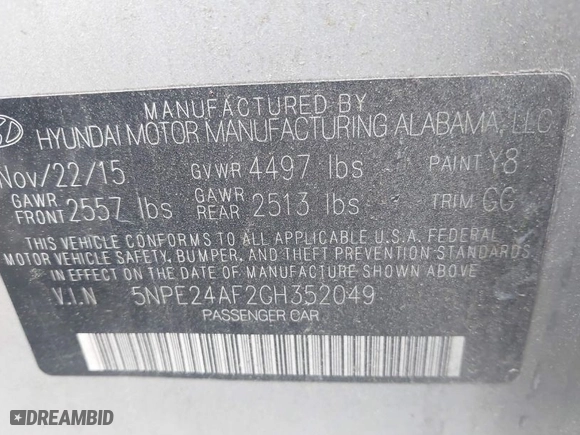 MANUFACTURED BY
HYUNDAI MOTOR MANUFACTURING ALABAMA, LLC
Nov/22/15 GVWR 4497 lbs PAINT Y8
GAWR FRONT 2557 lbs GAWR REAR 2513 lbs TRIM GG
THIS VEHICLE CONFORMS TO ALL APPLICABLE U.S.A. FEDERAL
MOTOR VEHICLE SAFETY, BUMPER, AND THEFT PREVENTION STANDARDS
IN EFFECT ON THE DATE OF MANUFACTURE SHOWN ABOVE
V.I.N 5NPE24AF2GH352049
PASSENGER CAR
DREAMBID